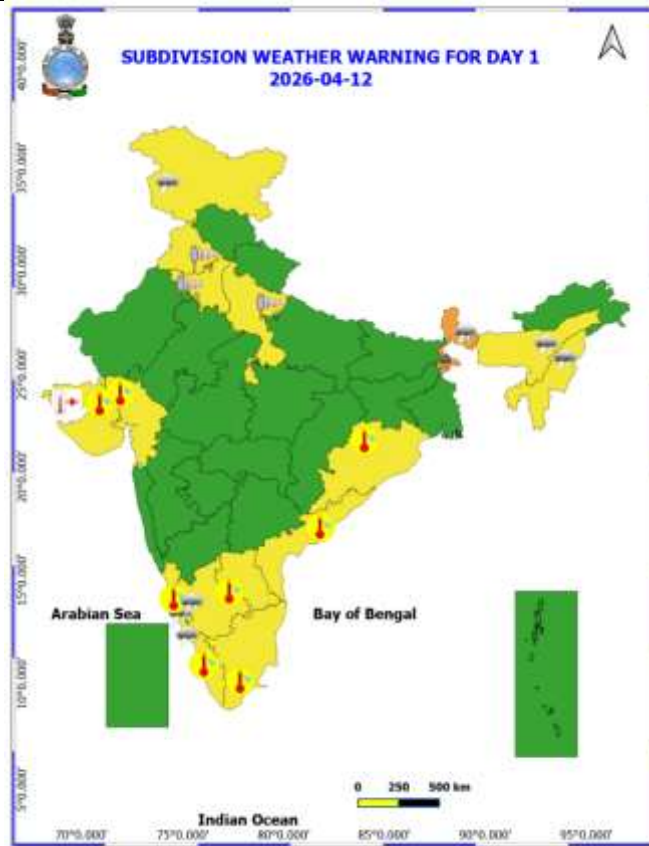 SUBDIVISION WEATHER WARNING FOR DAY 1
2026-04-12
40°0.000'
35°0.000'
30°0.000'
25°0.000'
20°0.000'
15°0.000'
10°0.000'
5°0.000'
Arabian Sea
Bay of Bengal
0 250 500 km
Indian Ocean
70°0.000' 75°0.000' 80°0.000' 85°0.000' 90°0.000' 95°0.000'